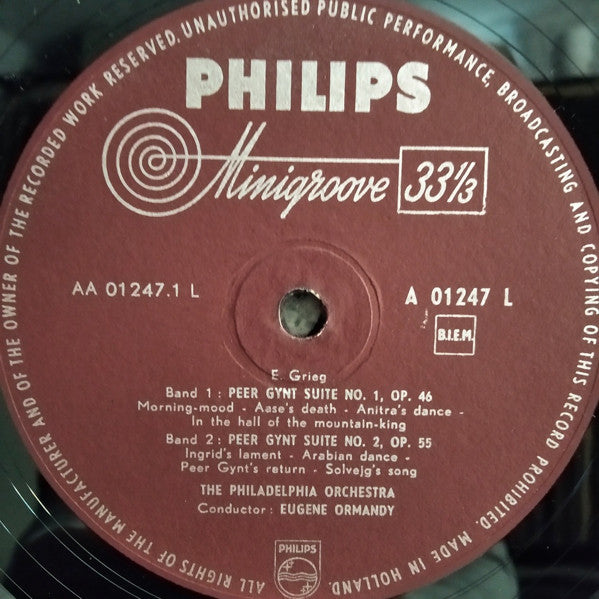 ALL RIGHTS OF THE MANUFACTURER AND OF THE OWNER OF THE RECORDED WORK RESERVED. UNAUTHORISED PUBLIC PERFORMANCE, BROADCASTING AND COPYING OF THIS RECORD PROHIBITED. MADE IN HOLLAND.
PHILIPS
Minigroove 33⅓
AA 01247.1 L
A 01247 L
B.I.E.M.
E. Grieg
Band 1 : PEER GYNT SUITE NO. 1, OP. 46
Morning-mood - Aase's death - Anitra's dance -
In the hall of the mountain-king
Band 2 : PEER GYNT SUITE NO. 2, OP. 55
Ingrid's lament - Arabian dance -
Peer Gynt's return - Solvejg's song
THE PHILADELPHIA ORCHESTRA
Conductor : EUGENE ORMANDY
PHILIPS